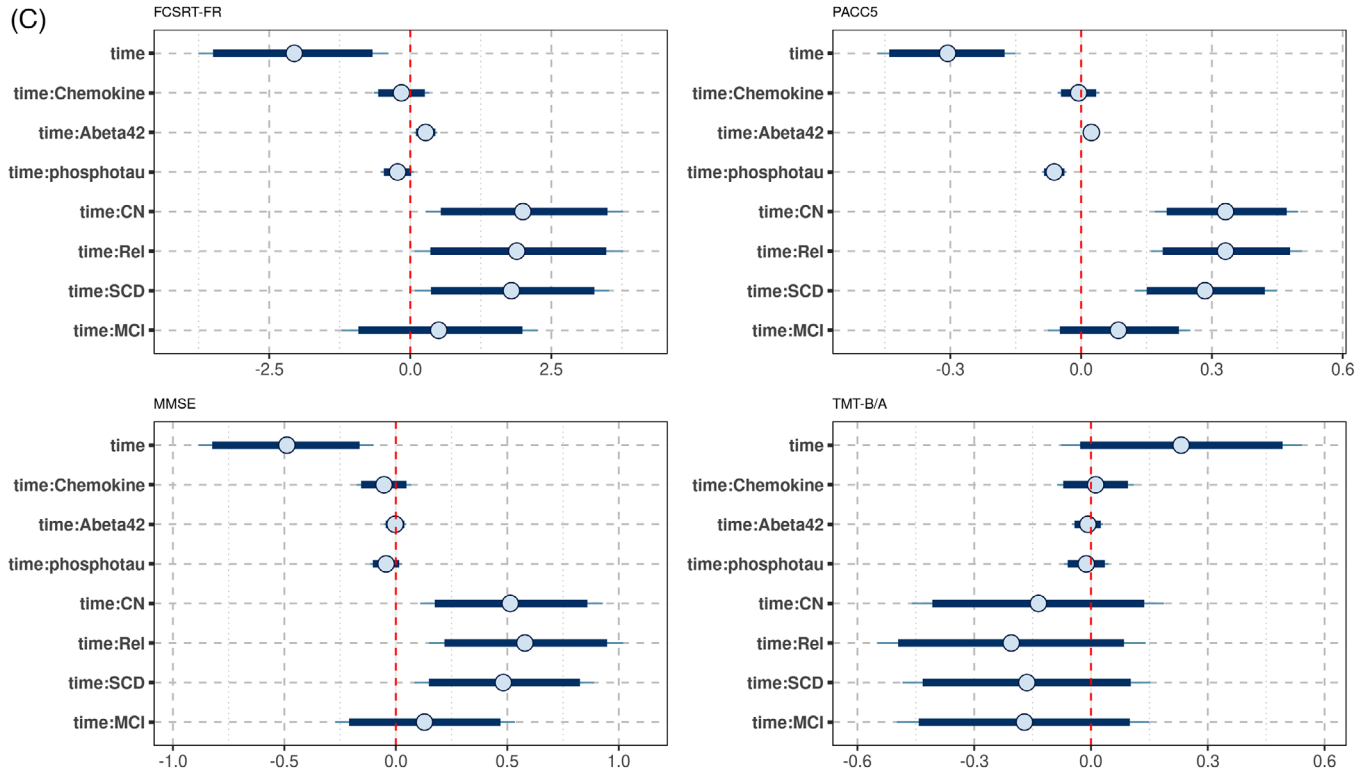 (C)
FCSRT-FR
time
time:Chemokine
time:Abeta42
time:phosphotau
time:CN
time:Rel
time:SCD
time:MCI
-2.5 0.0 2.5
PACC5
time
time:Chemokine
time:Abeta42
time:phosphotau
time:CN
time:Rel
time:SCD
time:MCI
-0.3 0.0 0.3 0.6
MMSE
time
time:Chemokine
time:Abeta42
time:phosphotau
time:CN
time:Rel
time:SCD
time:MCI
-1.0 -0.5 0.0 0.5 1.0
TMT-B/A
time
time:Chemokine
time:Abeta42
time:phosphotau
time:CN
time:Rel
time:SCD
time:MCI
-0.6 -0.3 0.0 0.3 0.6